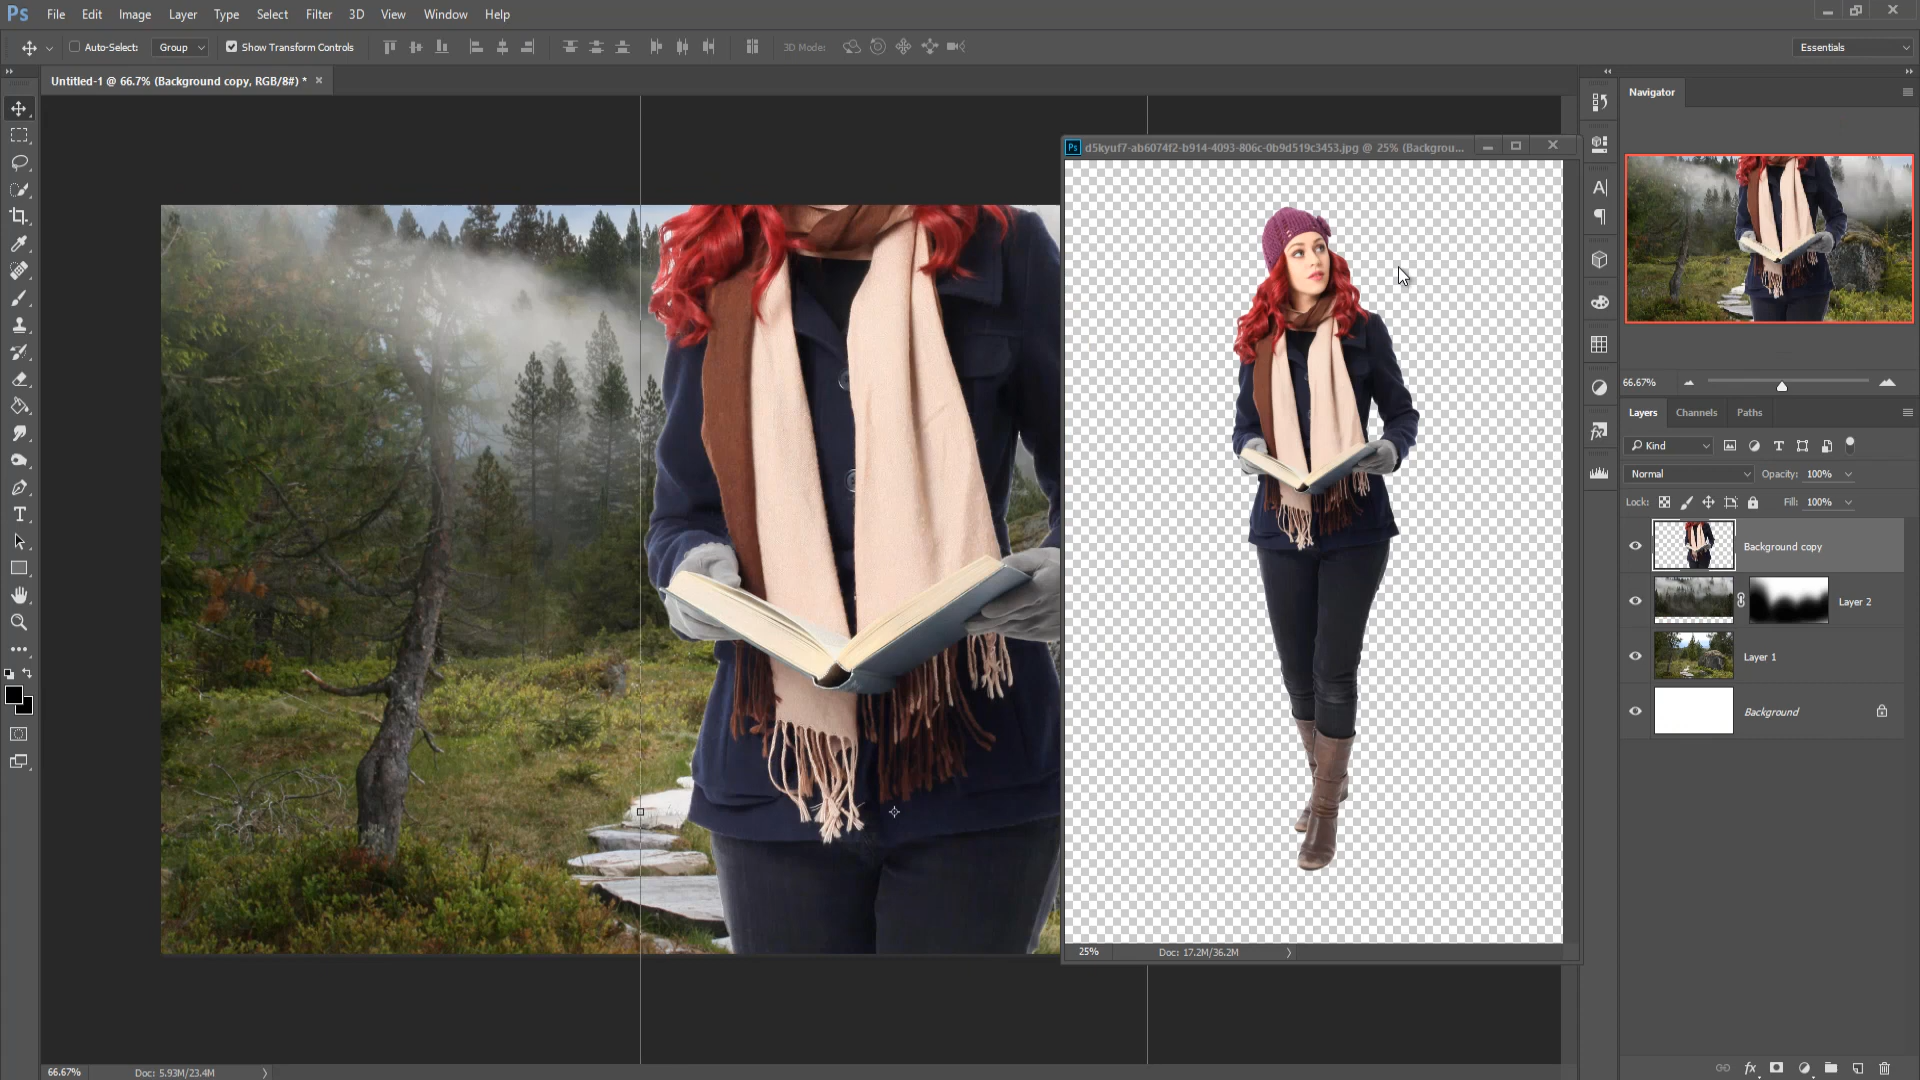 Ps File Edit Image Layer Type Select Filter 3D View Window Help
Auto-Select: Group Show Transform Controls 3D Mode: Essentials
Untitled-1 @ 66.7% (Background copy, RGB/8#) *
Navigator
Ps d5kyuf7-ab6074f2-b914-4093-806c-0b9d519c3453.jpg @ 25% (Backgrou...
66.67%
Layers Channels Paths
Kind
Normal Opacity: 100%
Lock: Fill: 100%
Background copy
Layer 2
Layer 1
Background
25% Doc: 17.2M/36.2M
66.67% Doc: 5.93M/23.4M